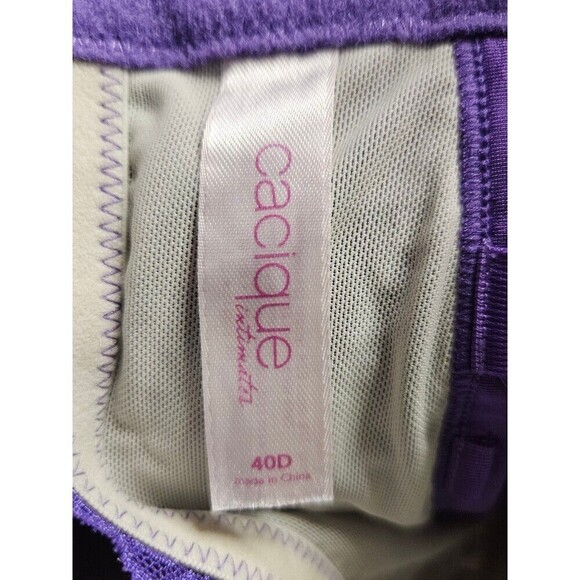 cacique
intimates
40D
made in China